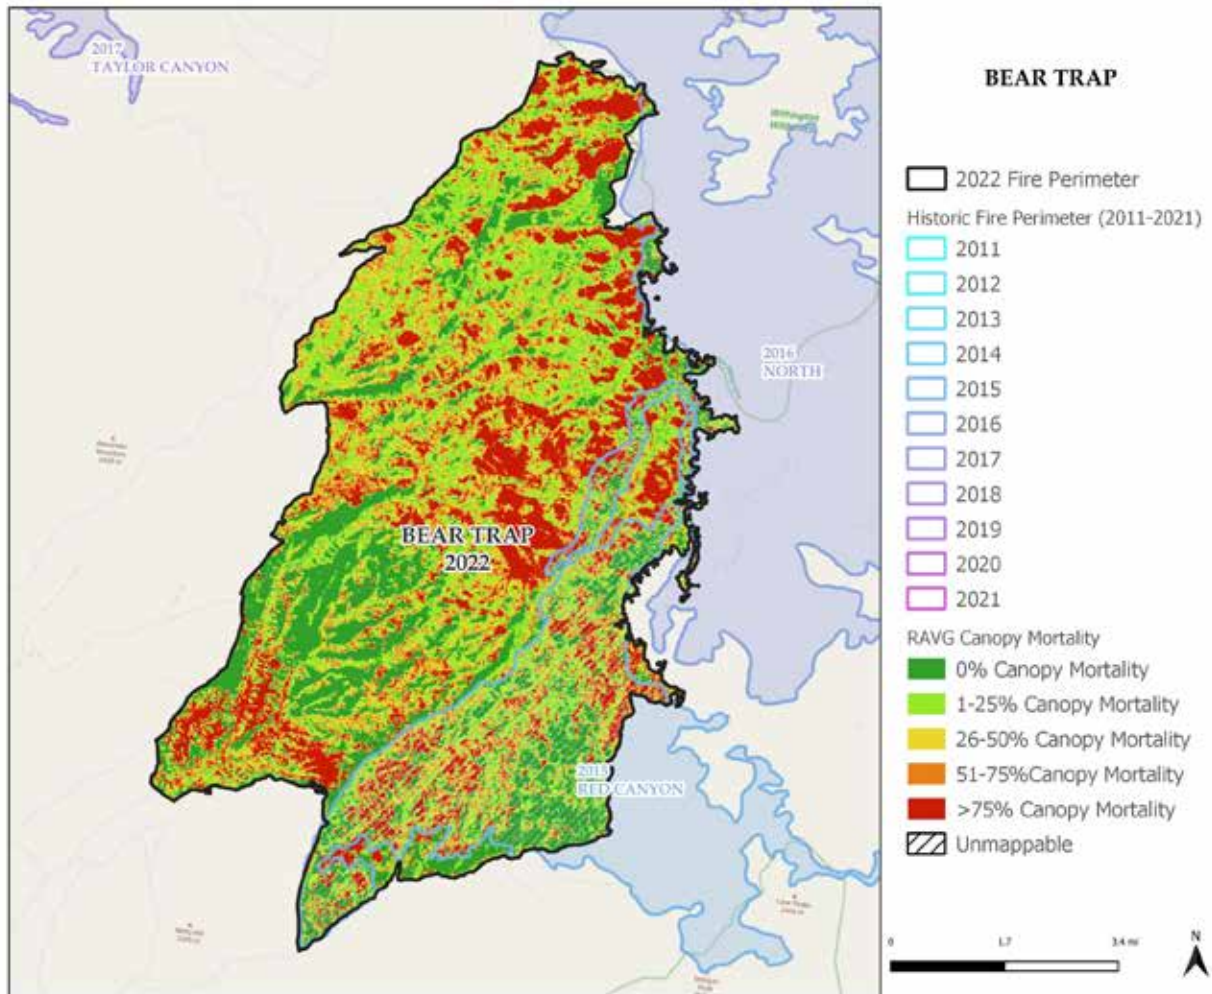 2017
TAYLOR CANYON
2016
NORTH
BEAR TRAP
2022
RED CANYON
BEAR TRAP
2022 Fire Perimeter
Historic Fire Perimeter (2011-2021)
2011
2012
2013
2014
2015
2016
2017
2018
2019
2020
2021
RAVG Canopy Mortality
0% Canopy Mortality
1-25% Canopy Mortality
26-50% Canopy Mortality
51-75%Canopy Mortality
>75% Canopy Mortality
Unmappable
0
1.7
3.4 mi
N